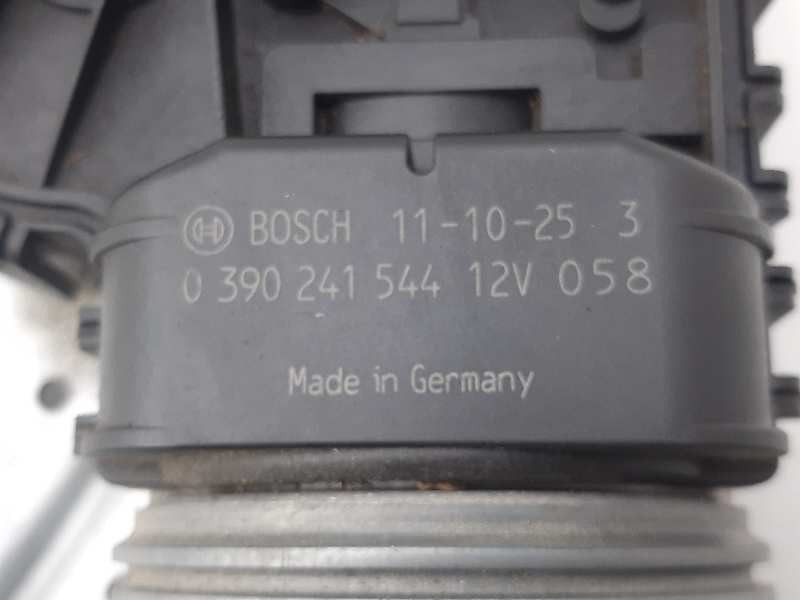 BOSCH 11-10-25 3
0 390 241 544 12V 058
Made in Germany